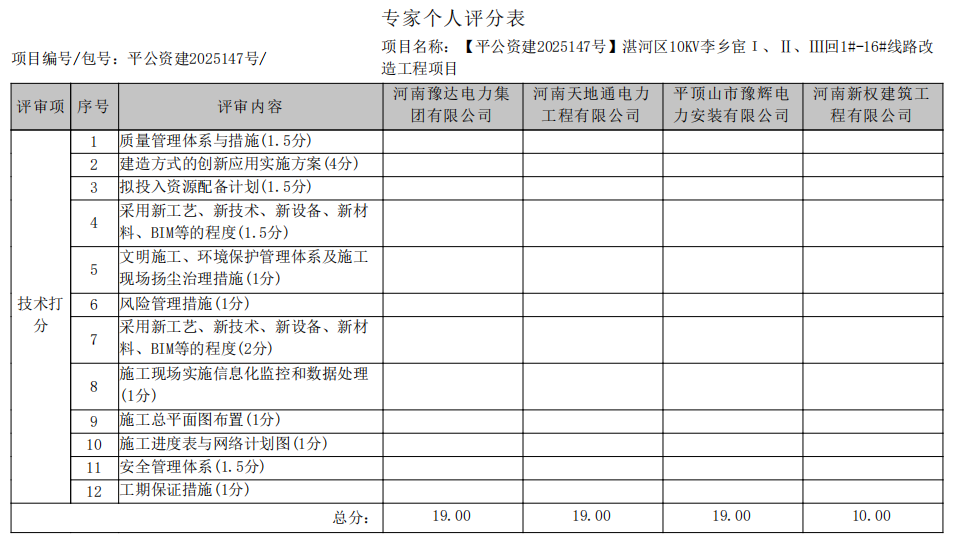 专家个人评分表
项目编号/包号: 平公资建2025147号/
项目名称: 【平公资建2025147号】湛河区10KV李乡宦Ⅰ、Ⅱ、Ⅲ回1#-16#线路改
造工程项目
评审项 序号 评审内容 河南豫达电力集 河南天地通电力 平顶山市豫辉电 河南新权建筑工
团有限公司 工程有限公司 力安装有限公司 程有限公司
技术打
分
1 质量管理体系与措施(1.5分)
2 建造方式的创新应用实施方案(4分)
3 拟投入资源配备计划(1.5分)
4 采用新工艺、新技术、新设备、新材
料、BIM等的程度(1.5分)
5 文明施工、环境保护管理体系及施工
现场扬尘治理措施(1分)
6 风险管理措施(1分)
7 采用新工艺、新技术、新设备、新材
料、BIM等的程度(2分)
8 施工现场实施信息化监控和数据处理
(1分)
9 施工总平面图布置(1分)
10 施工进度表与网络计划图(1分)
11 安全管理体系(1.5分)
12 工期保证措施(1分)
总分: 19.00 19.00 19.00 10.00